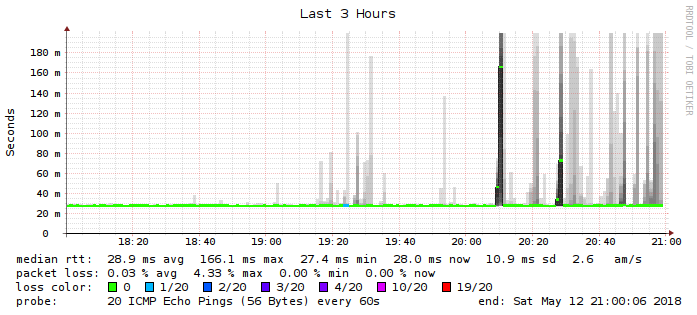 Last 3 Hours
RRDTOOL / TOBI OETIKER
Seconds
180 m
160 m
140 m
120 m
100 m
80 m
60 m
40 m
20 m
0
18:20 18:40 19:00 19:20 19:40 20:00 20:20 20:40 21:00
median rtt: 28.9 ms avg 166.1 ms max 27.4 ms min 28.0 ms now 10.9 ms sd 2.6 am/s
packet loss: 0.03 % avg 4.33 % max 0.00 % min 0.00 % now
loss color: 0 1/20 2/20 3/20 4/20 10/20 19/20
probe: 20 ICMP Echo Pings (56 Bytes) every 60s end: Sat May 12 21:00:06 2018